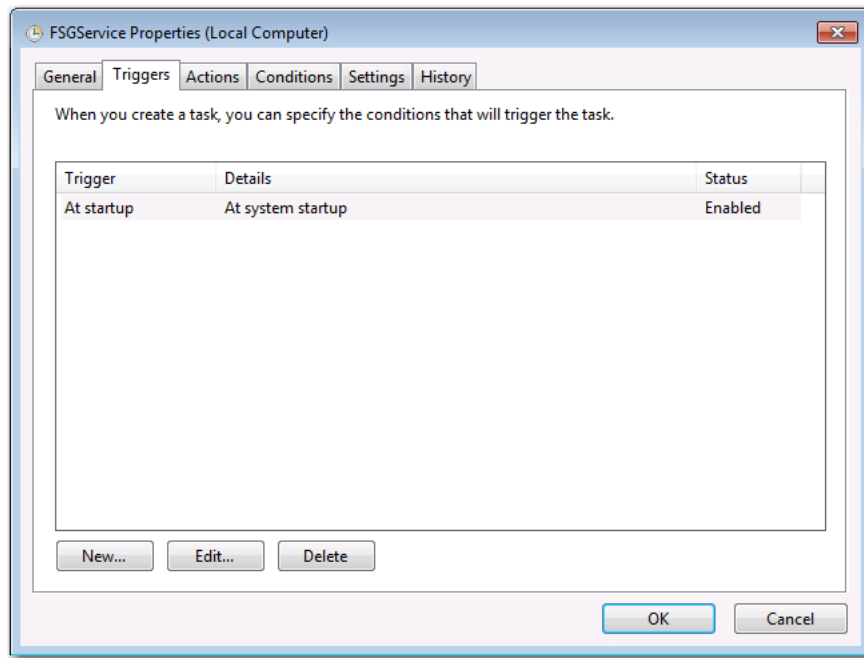 FSGService Properties (Local Computer)
General Triggers Actions Conditions Settings History
When you create a task, you can specify the conditions that will trigger the task.
Trigger Details Status
At startup At system startup Enabled
New... Edit... Delete
OK Cancel